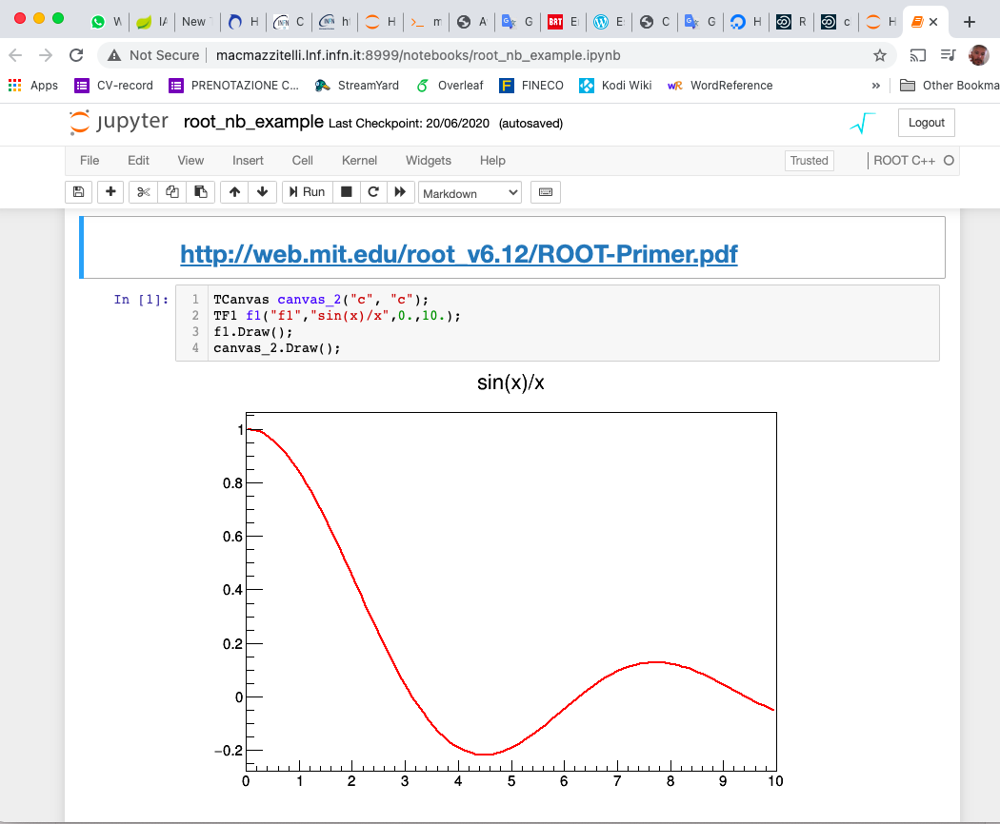 W IA New H C H m A G BRT E E C G H R c H
Not Secure macmazzitelli.lnf.infn.it:8999/notebooks/root_nb_example.ipynb
Apps CV-record PRENOTAZIONE C... StreamYard Overleaf F FINECO Kodi Wiki wR WordReference » Other Bookma
jupyter root_nb_example Last Checkpoint: 20/06/2020 (autosaved)
Logout
File Edit View Insert Cell Kernel Widgets Help Trusted ROOT C++
Run Markdown
http://web.mit.edu/root_v6.12/ROOT-Primer.pdf
In [1]:
1 TCanvas canvas_2("c", "c");
2 TF1 f1("f1","sin(x)/x",0.,10.);
3 f1.Draw();
4 canvas_2.Draw();
sin(x)/x
1
0.8
0.6
0.4
0.2
0
−0.2
0 1 2 3 4 5 6 7 8 9 10